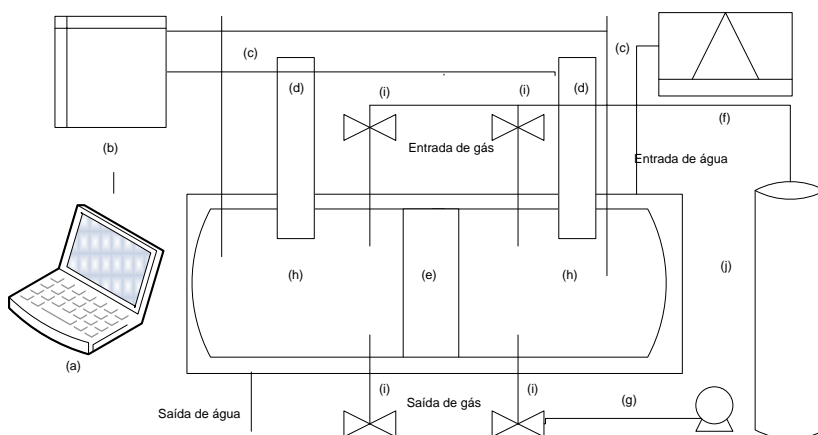 (c)
(c)
(d)
(d)
(i)
(i)
(f)
(b)
Entrada de gás
Entrada de água
(h)
(e)
(h)
(j)
(a)
(i)
(i)
Saída de gás
(g)
Saída de água